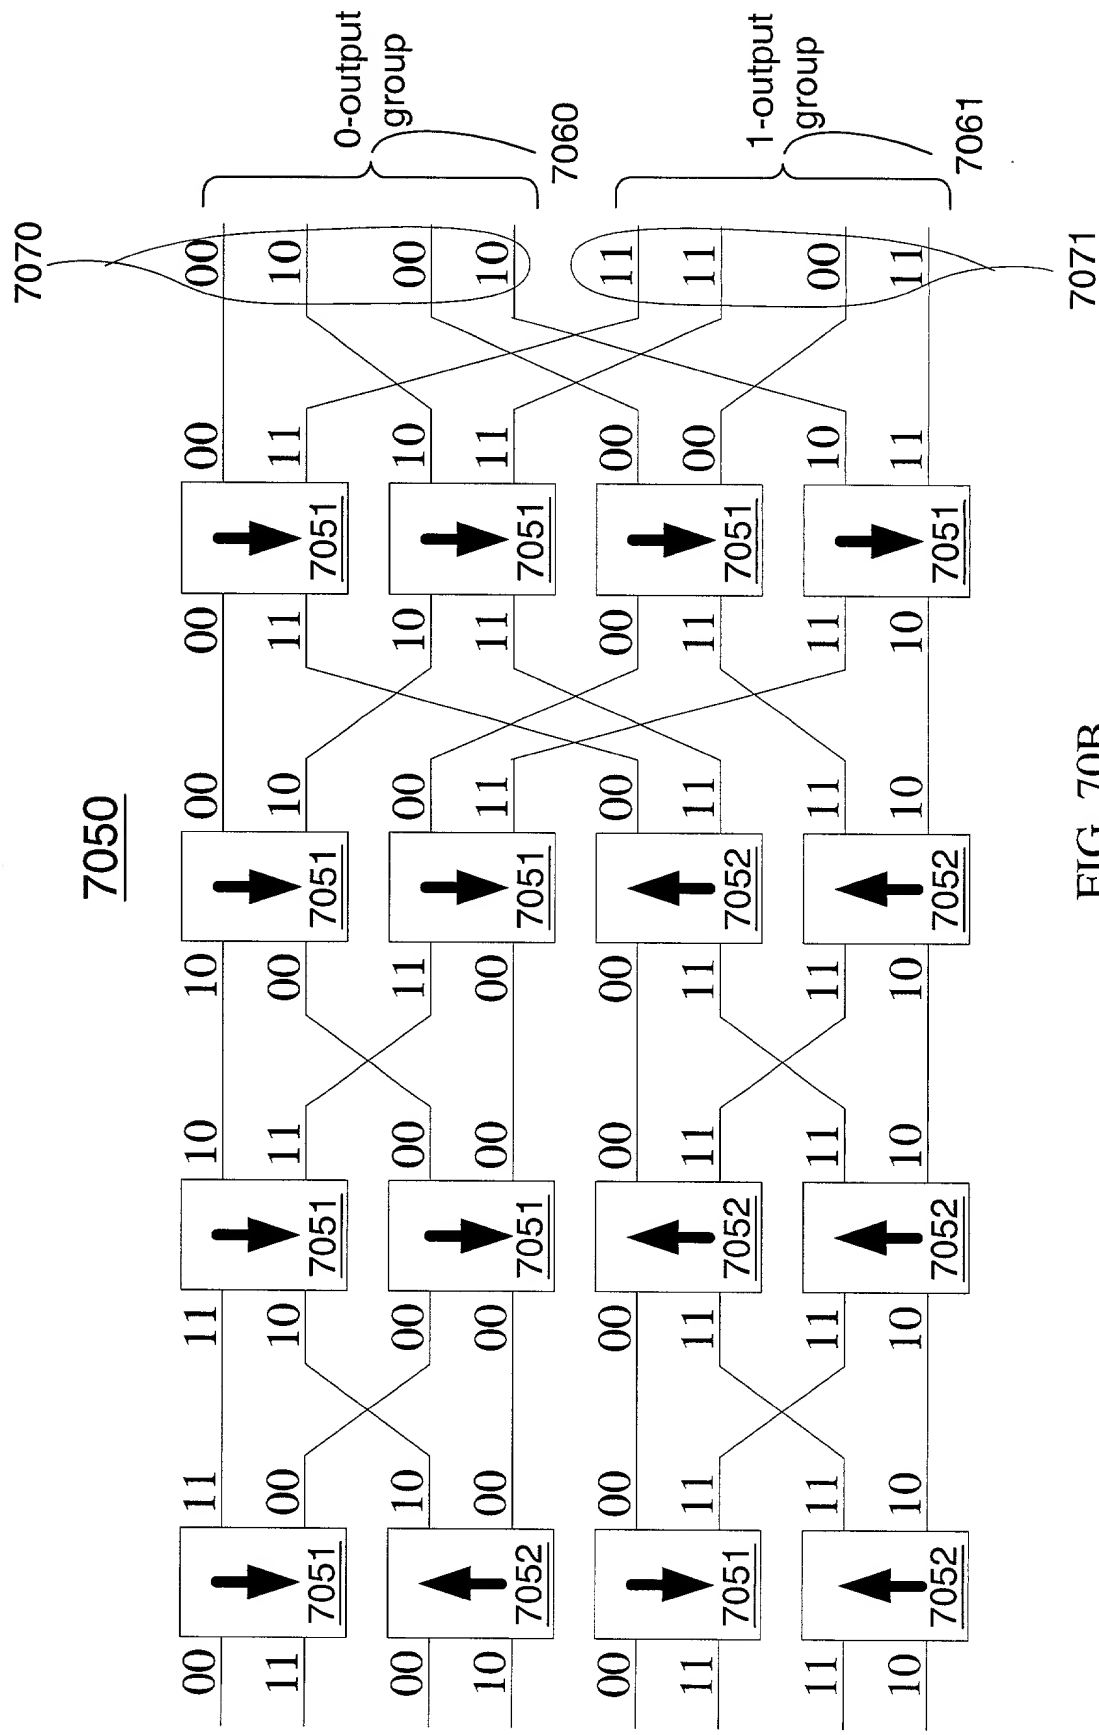 7050
7070
00 11 11 10 10 00 00 00 00
11 00 10 11 00 10 11 11 10
7051 7051 7051 7051
0-output
group
00 10 00 00 11 00 10 10 00
10 00 00 00 00 11 11 11 10
7052 7051 7051 7051
7060
00 00 00 00 00 00 00 00 11
11 11 11 11 11 11 11 00 11
7051 7052 7052 7051
1-output
group
11 11 11 11 11 11 11 10 00
10 10 10 10 10 10 10 11 11
7052 7052 7052 7051
7061
7071
FIG. 70B